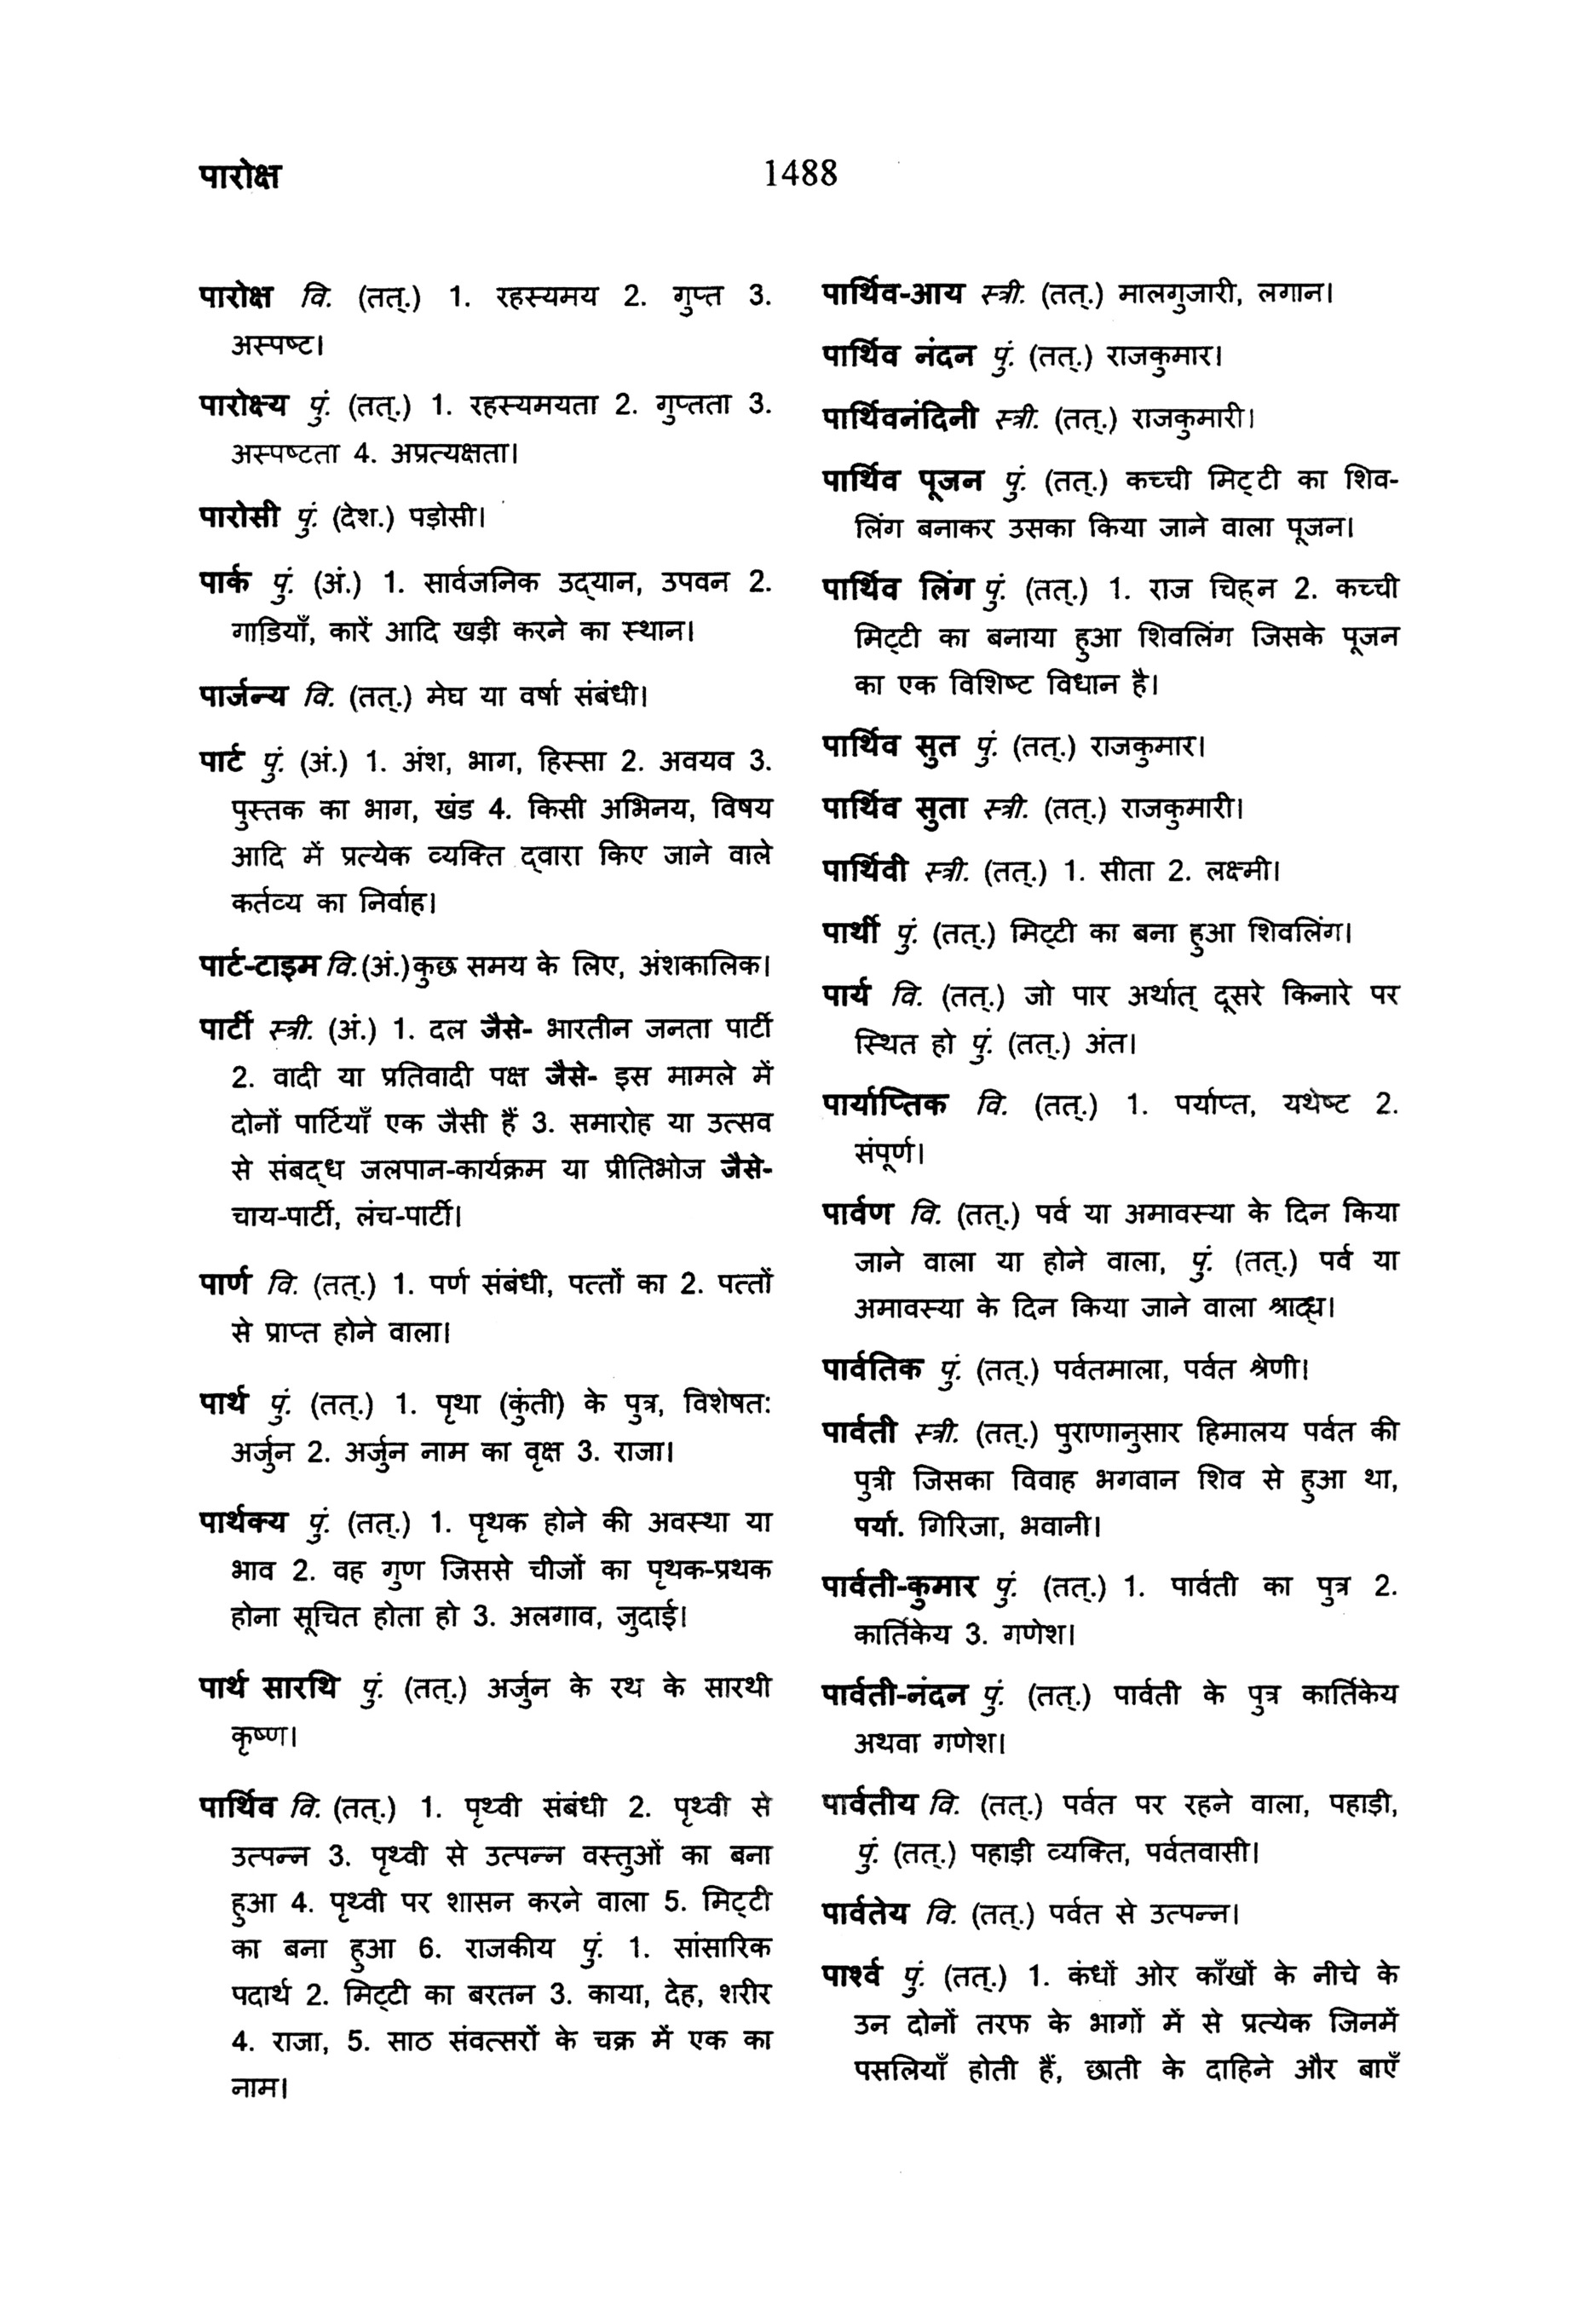 पारोक्ष
1488
पारोक्ष वि. (तत्.) 1. रहस्यमय 2. गुप्त 3.
अस्पष्ट।
पारोक्ष्य पुं. (तत्.) 1. रहस्यमयता 2. गुप्तता 3.
अस्पष्टता 4. अप्रत्यक्षता।
पारोसी पुं. (देश.) पड़ोसी।
पार्क पुं. (अं.) 1. सार्वजनिक उद्‌यान, उपवन 2.
गाडि़याँ, कारें आदि खड़ी करने का स्थान।
पार्जन्य वि. (तत्.) मेघ या वर्षा संबंधी।
पार्ट पुं. (अं.) 1. अंश, भाग, हिस्सा 2. अवयव 3.
पुस्तक का भाग, खंड 4. किसी अभिनय, विषय
आदि में प्रत्येक व्यक्ति द्‌वारा किए जाने वाले
कर्तव्य का निर्वाह।
पार्ट-टाइम वि.(अं.)कुछ समय के लिए, अंशकालिक।
पार्टी स्त्री. (अं.) 1. दल जैसे- भारतीन जनता पार्टी
2. वादी या प्रतिवादी पक्ष जैसे- इस मामले में
दोनों पार्टियाँ एक जैसी हैं 3. समारोह या उत्सव
से संबद्‌ध जलपान-कार्यक्रम या प्रीतिभोज जैसे-
चाय-पार्टी, लंच-पार्टी।
पार्ण वि. (तत्.) 1. पर्ण संबंधी, पत्तों का 2. पत्तों
से प्राप्त होने वाला।
पार्थ पुं. (तत्.) 1. पृथा (कुंती) के पुत्र, विशेषत:
अर्जुन 2. अर्जुन नाम का वृक्ष 3. राजा।
पार्थक्य पुं. (तत्.) 1. पृथक होने की अवस्था या
भाव 2. वह गुण जिससे चीजों का पृथक-प्रथक
होना सूचित होता हो 3. अलगाव, जुदाई।
पार्थ सारथि पुं. (तत्.) अर्जुन के रथ के सारथी
कृष्ण।
पार्थिव वि. (तत्.) 1. पृथ्वी संबंधी 2. पृथ्वी से
उत्पन्न 3. पृथ्वी से उत्पन्न वस्तुओं का बना
हुआ 4. पृथ्वी पर शासन करने वाला 5. मिट्‌टी
का बना हुआ 6. राजकीय पुं. 1. सांसारिक
पदार्थ 2. मिट्‌टी का बरतन 3. काया, देह, शरीर
4. राजा, 5. साठ संवत्सरों के चक्र में एक का
नाम।
पार्थिव-आय स्त्री. (तत्.) मालगुजारी, लगान।
पार्थिव नंदन पुं. (तत्.) राजकुमार।
पार्थिवनंदिनी स्त्री. (तत्.) राजकुमारी।
पार्थिव पूजन पुं. (तत्.) कच्ची मिट्‌टी का शिव-
लिंग बनाकर उसका किया जाने वाला पूजन।
पार्थिव लिंग पुं. (तत्.) 1. राज चिह्‌न 2. कच्ची
मिट्‌टी का बनाया हुआ शिवलिंग जिसके पूजन
का एक विशिष्ट विधान है।
पार्थिव सुत पुं. (तत्.) राजकुमार।
पार्थिव सुता स्त्री. (तत्.) राजकुमारी।
पार्थिवी स्त्री. (तत्.) 1. सीता 2. लक्ष्मी।
पार्थी पुं. (तत्.) मिट्‌टी का बना हुआ शिवलिंग।
पार्य वि. (तत्.) जो पार अर्थात् दूसरे किनारे पर
स्थित हो पुं. (तत्.) अंत।
पार्याप्तिक वि. (तत्.) 1. पर्याप्त, यथेष्ट 2.
संपूर्ण।
पार्वण वि. (तत्.) पर्व या अमावस्या के दिन किया
जाने वाला या होने वाला, पुं. (तत्.) पर्व या
अमावस्या के दिन किया जाने वाला श्राद्‌ध।
पार्वतिक पुं. (तत्.) पर्वतमाला, पर्वत श्रेणी।
पार्वती स्त्री. (तत्.) पुराणानुसार हिमालय पर्वत की
पुत्री जिसका विवाह भगवान शिव से हुआ था,
पर्या. गिरिजा, भवानी।
पार्वती-कुमार पुं. (तत्.) 1. पार्वती का पुत्र 2.
कार्तिकेय 3. गणेश।
पार्वती-नंदन पुं. (तत्.) पार्वती के पुत्र कार्तिकेय
अथवा गणेश।
पार्वतीय वि. (तत्.) पर्वत पर रहने वाला, पहाड़ी,
पुं. (तत्.) पहाड़ी व्यक्ति, पर्वतवासी।
पार्वतेय वि. (तत्.) पर्वत से उत्पन्न।
पार्श्व पुं. (तत्.) 1. कंधों ओर काँखों के नीचे के
उन दोनों तरफ के भागों में से प्रत्येक जिनमें
पसलियाँ होती हैं, छाती के दाहिने और बाएँ